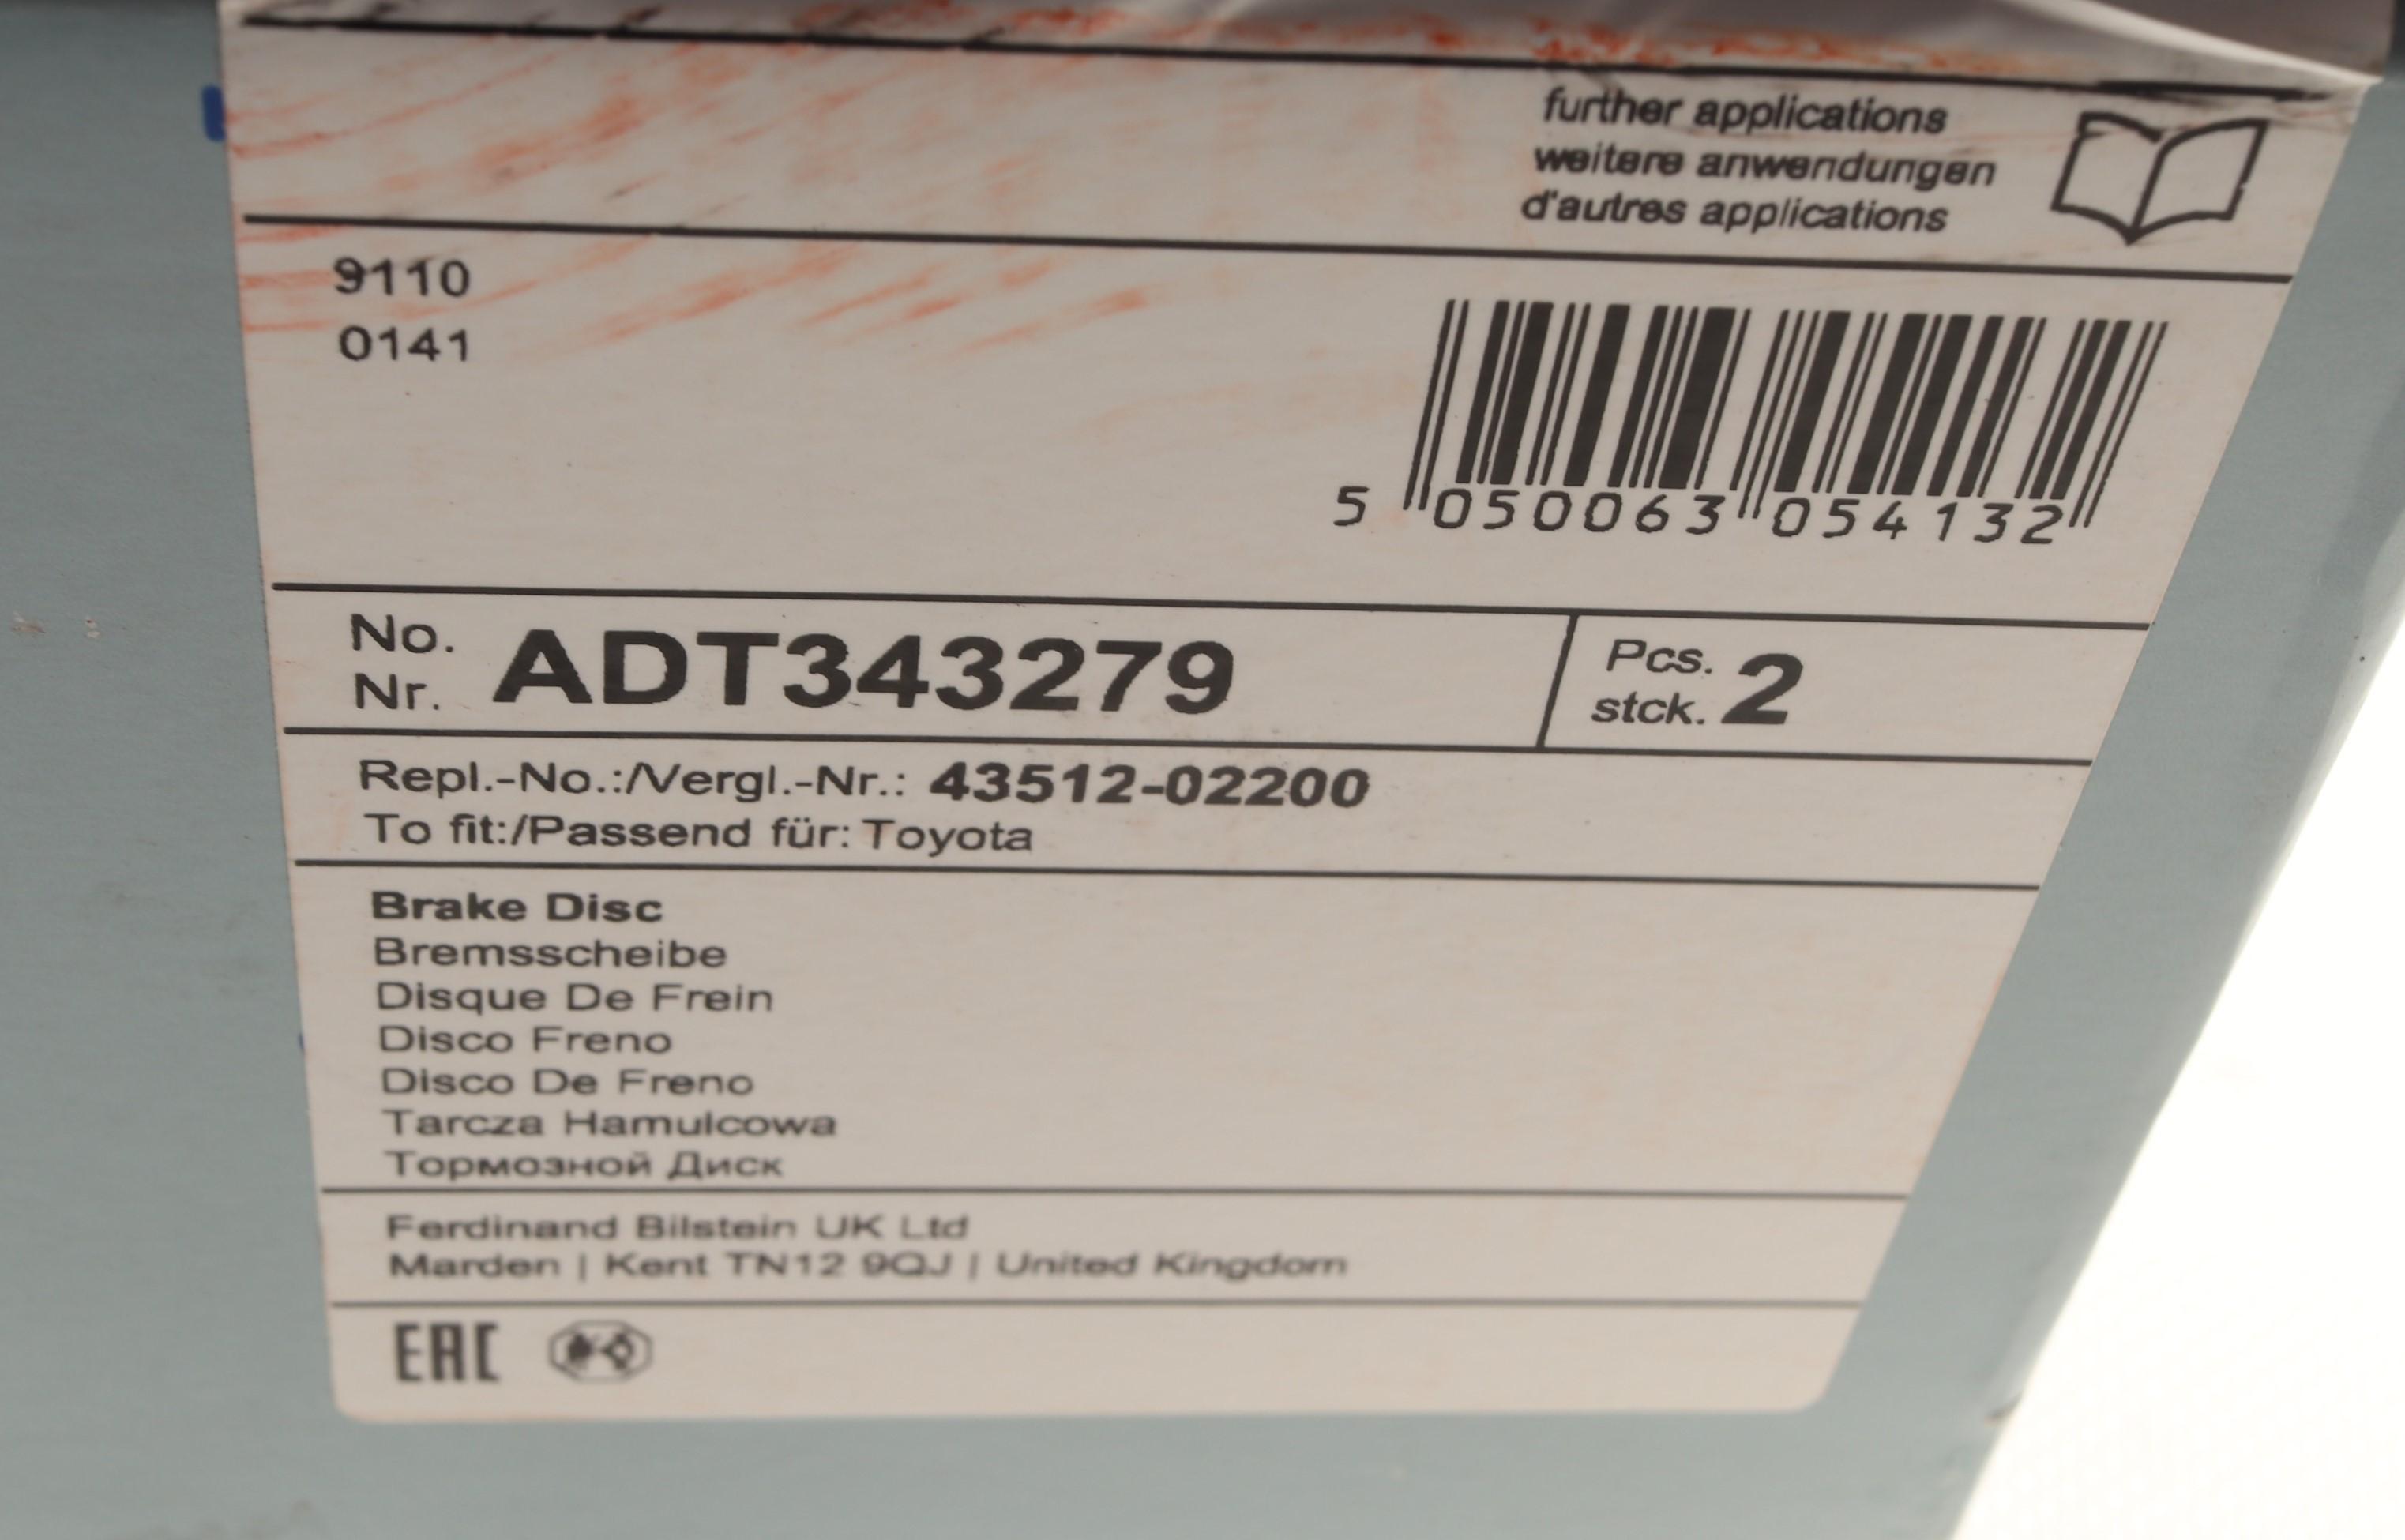 further applications
weitere anwendungen
d'autres applications
9110
0141
5 050063 054132
No.
Nr. ADT343279
Pcs.
stck. 2
Repl.-No.:/Vergl.-Nr.: 43512-02200
To fit:/Passend für: Toyota
Brake Disc
Bremsscheibe
Disque De Frein
Disco Freno
Disco De Freno
Tarcza Hamulcowa
Тормозной Диск
Ferdinand Bilstein UK Ltd
Marden | Kent TN12 9QJ | United Kingdom
EAC